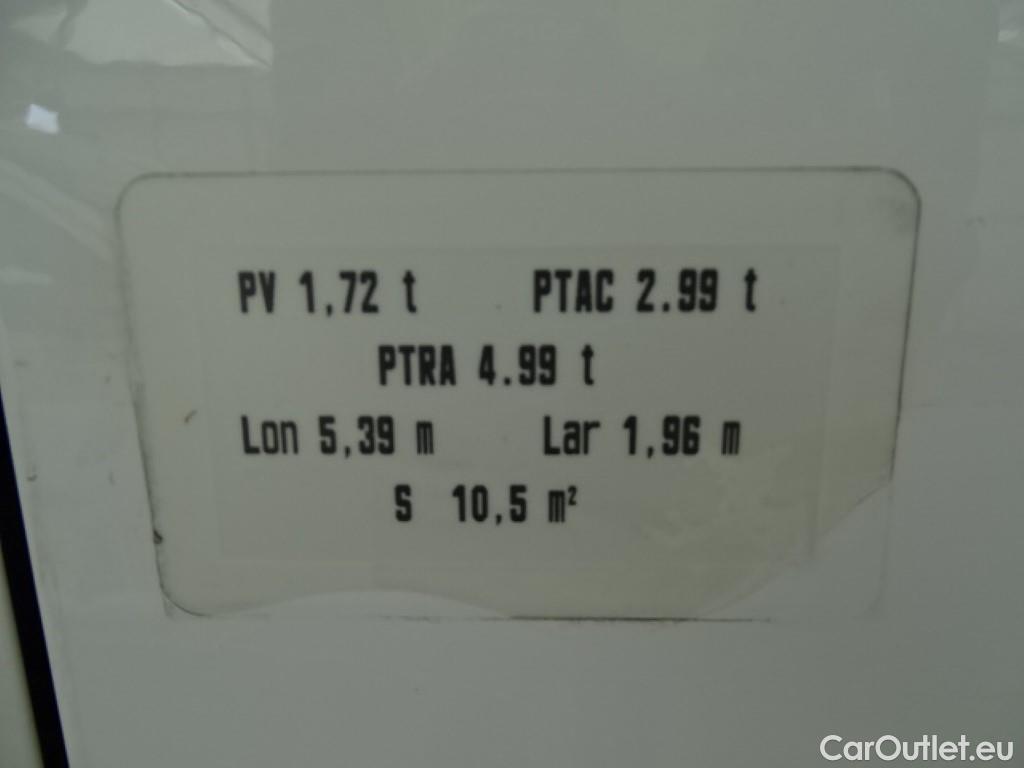 PV 1,72 t PTAC 2.99 t
PTRA 4.99 t
Lon 5,39 m Lar 1,96 m
S 10,5 m²
CarOutlet.eu